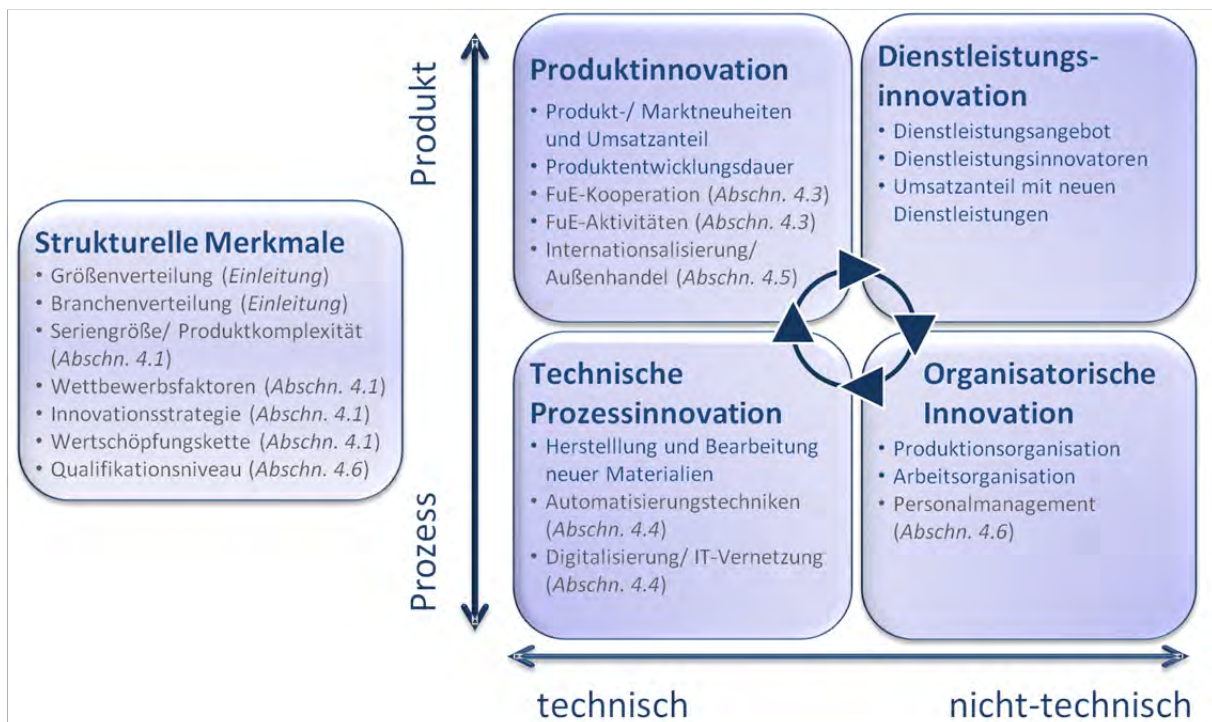 Produkt
Prozess
Strukturelle Merkmale
• Größenverteilung (Einleitung)
• Branchenverteilung (Einleitung)
• Seriengröße/ Produktkomplexität
(Abschn. 4.1)
• Wettbewerbsfaktoren (Abschn. 4.1)
• Innovationsstrategie (Abschn. 4.1)
• Wertschöpfungskette (Abschn. 4.1)
• Qualifikationsniveau (Abschn. 4.6)
Produktinnovation
• Produkt-/ Marktneuheiten
und Umsatzanteil
• Produktentwicklungsdauer
• FuE-Kooperation (Abschn. 4.3)
• FuE-Aktivitäten (Abschn. 4.3)
• Internationsalisierung/
Außenhandel (Abschn. 4.5)
Dienstleistungs-
innovation
• Dienstleistungsangebot
• Dienstleistungsinnovatoren
• Umsatzanteil mit neuen
Dienstleistungen
Technische
Prozessinnovation
• Herstelllung und Bearbeitung
neuer Materialien
• Automatisierungstechniken
(Abschn. 4.4)
• Digitalisierung/ IT-Vernetzung
(Abschn. 4.4)
Organisatorische
Innovation
• Produktionsorganisation
• Arbeitsorganisation
• Personalmanagement
(Abschn. 4.6)
technisch
nicht-technisch